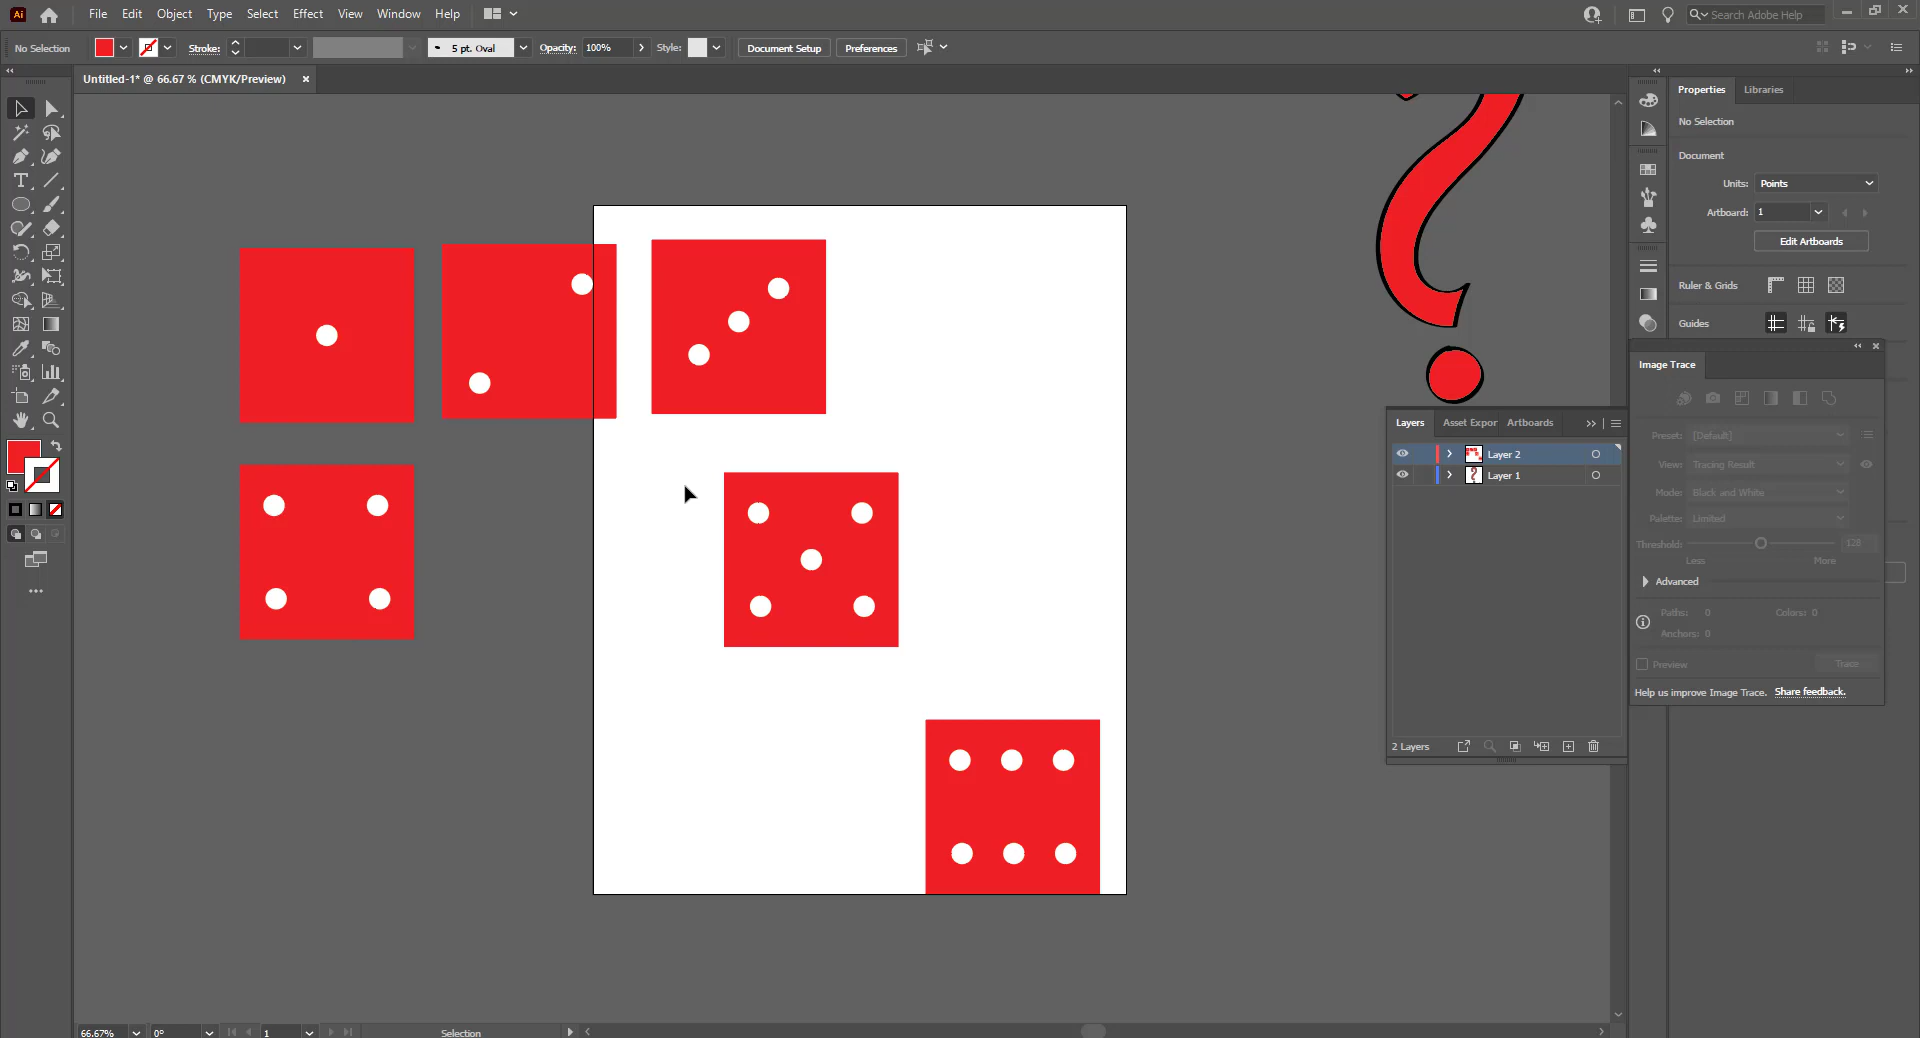 Ai File Edit Object Type Select Effect View Window Help Search Adobe Help
No Selection Stroke: 5 pt. Oval Opacity: 100% Style: Document Setup Preferences
Untitled-1* @ 66.67 % (CMYK/Preview)
Properties Libraries
No Selection
Document
Units: Points
Artboard: 1
Edit Artboards
Ruler & Grids
Guides
Image Trace
Preset: [Default]
View: Tracing Result
Mode: Black and White
Palette: Limited
Threshold: 128
Less More
Advanced
Paths: 0 Colors: 0
Anchors: 0
Preview Trace
Help us improve Image Trace. Share feedback.
Layers Asset Expor Artboards
Layer 2
Layer 1
2 Layers
66.67% 0° 1 Selection